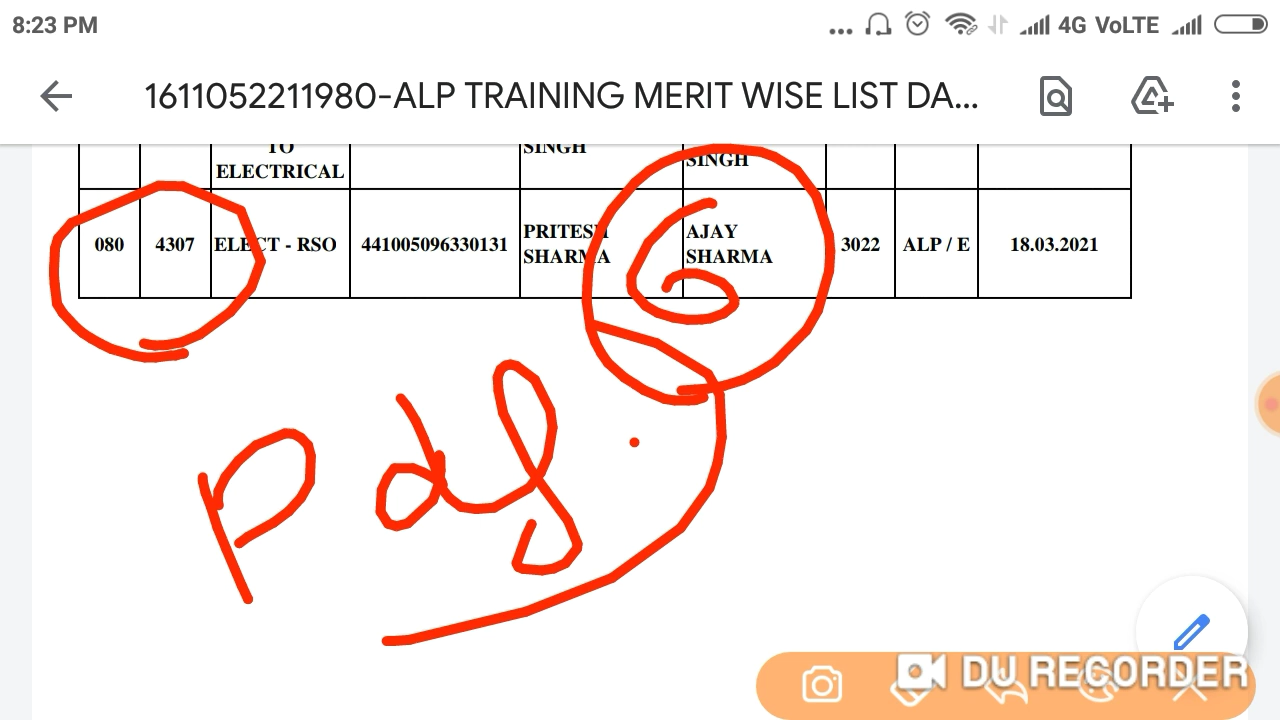 8:23 PM ... 4G VoLTE
1611052211980-ALP TRAINING MERIT WISE LIST DA...
TO
ELECTRICAL
SINGH
SINGH
080 4307 ELECT - RSO 441005096330131 PRITESH SHARMA AJAY SHARMA 3022 ALP / E 18.03.2021
6
Pdf
DU RECORDER